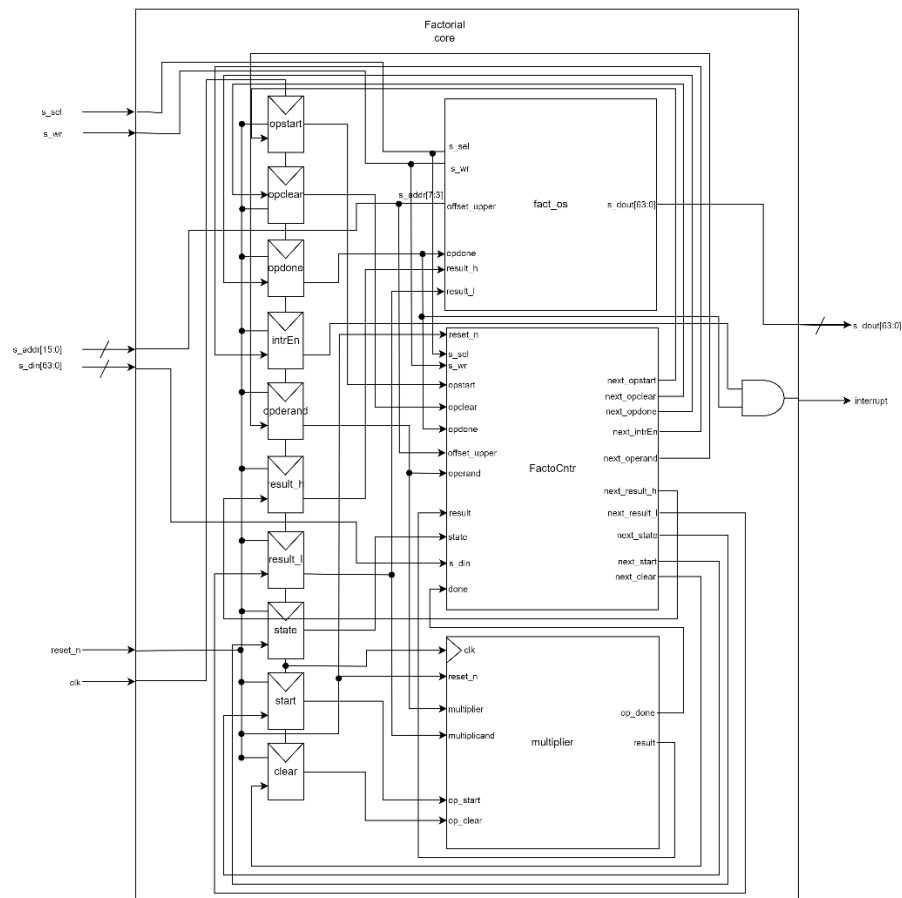 Factorial
core
s_sel
s_wr
s_addr[15:0]
s_din[63:0]
reset_n
clk
opstart
opclear
opdone
intrEn
opderand
result_h
result_l
state
start
clear
s_sel
s_wr
s_addr[7:3]
offset_upper
fact_os
s_dout[63:0]
opdone
result_h
result_l
reset_n
s_sel
s_wr
opstart
opclear
opdone
offset_upper
operand
result
state
s_din
done
FactoCntr
next_opstart
next_opclear
next_opdone
next_intrEn
next_operand
next_result_h
next_result_l
next_state
next_start
next_clear
clk
reset_n
multiplier
multiplicand
op_start
op_clear
multiplier
op_done
result
s_dout[63:0]
interrupt